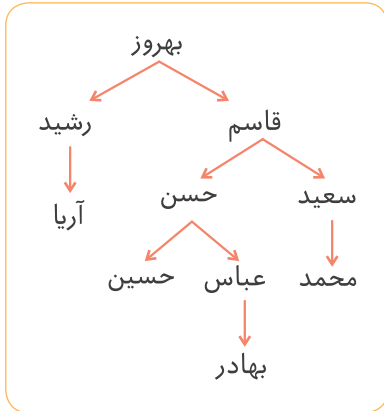 بهروز
قاسم رشید
سعید حسن آریا
محمد عباس حسین
بهادر